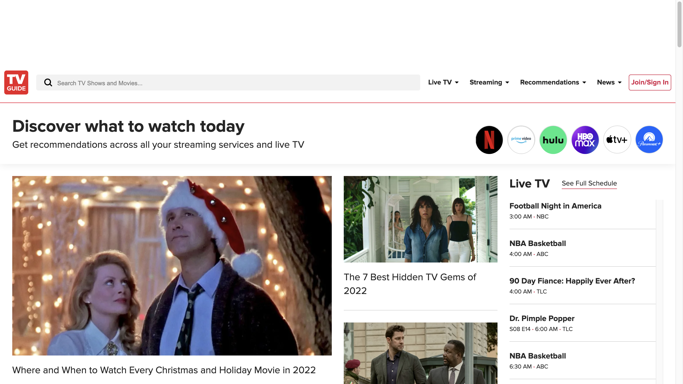 TV
GUIDE
Search TV Shows and Movies...
Live TV
Streaming
Recommendations
News
Join/Sign In
Discover what to watch today
Get recommendations across all your streaming services and live TV
N
prime video
hulu
HBO
max
tv+
Paramount+
Live TV
See Full Schedule
Football Night in America
3:00 AM · NBC
NBA Basketball
4:00 AM · ABC
90 Day Fiance: Happily Ever After?
4:00 AM · TLC
Dr. Pimple Popper
S08 E14 · 6:00 AM · TLC
NBA Basketball
6:30 AM · ABC
The 7 Best Hidden TV Gems of
2022
Where and When to Watch Every Christmas and Holiday Movie in 2022